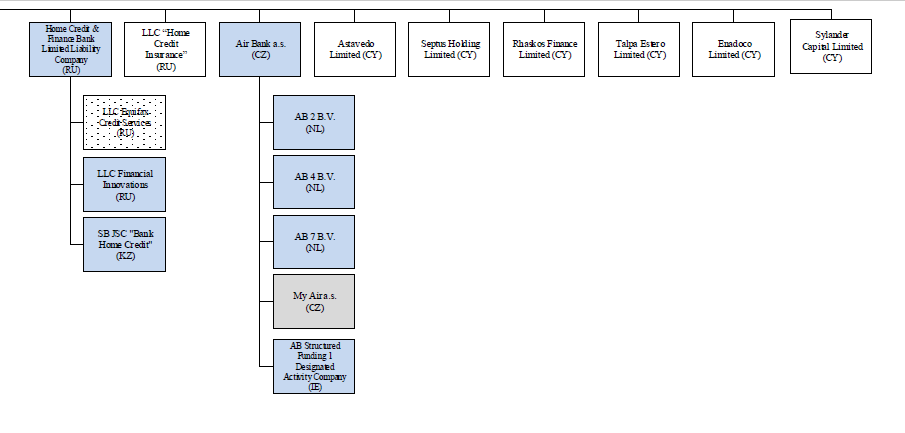 Home Credit &
Finance Bank
Limited Liability
Company
(RU)
LLC “Home
Credit
Insurance”
(RU)
Air Bank a.s.
(CZ)
Astavedo
Limited (CY)
Septus Holding
Limited (CY)
Rhaskos Finance
Limited (CY)
Talpa Estero
Limited (CY)
Enadoco
Limited (CY)
Sylander
Capital Limited
(CY)
LLC Equifax
Credit Services
(RU)
LLC Financial
Innovations
(RU)
SB JSC "Bank
Home Credit"
(KZ)
AB 2 B.V.
(NL)
AB 4 B.V.
(NL)
AB 7 B.V.
(NL)
My Air a.s.
(CZ)
AB Structured
Funding 1
Designated
Activity Company
(IE)